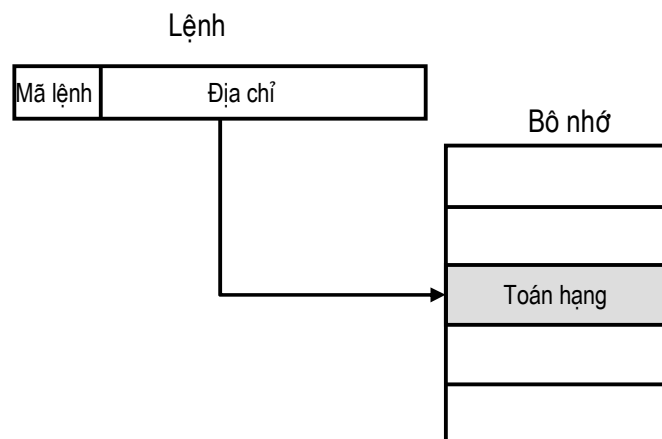 Lệnh
Mã lệnh
Địa chỉ
Bô nhớ
Toán hạng